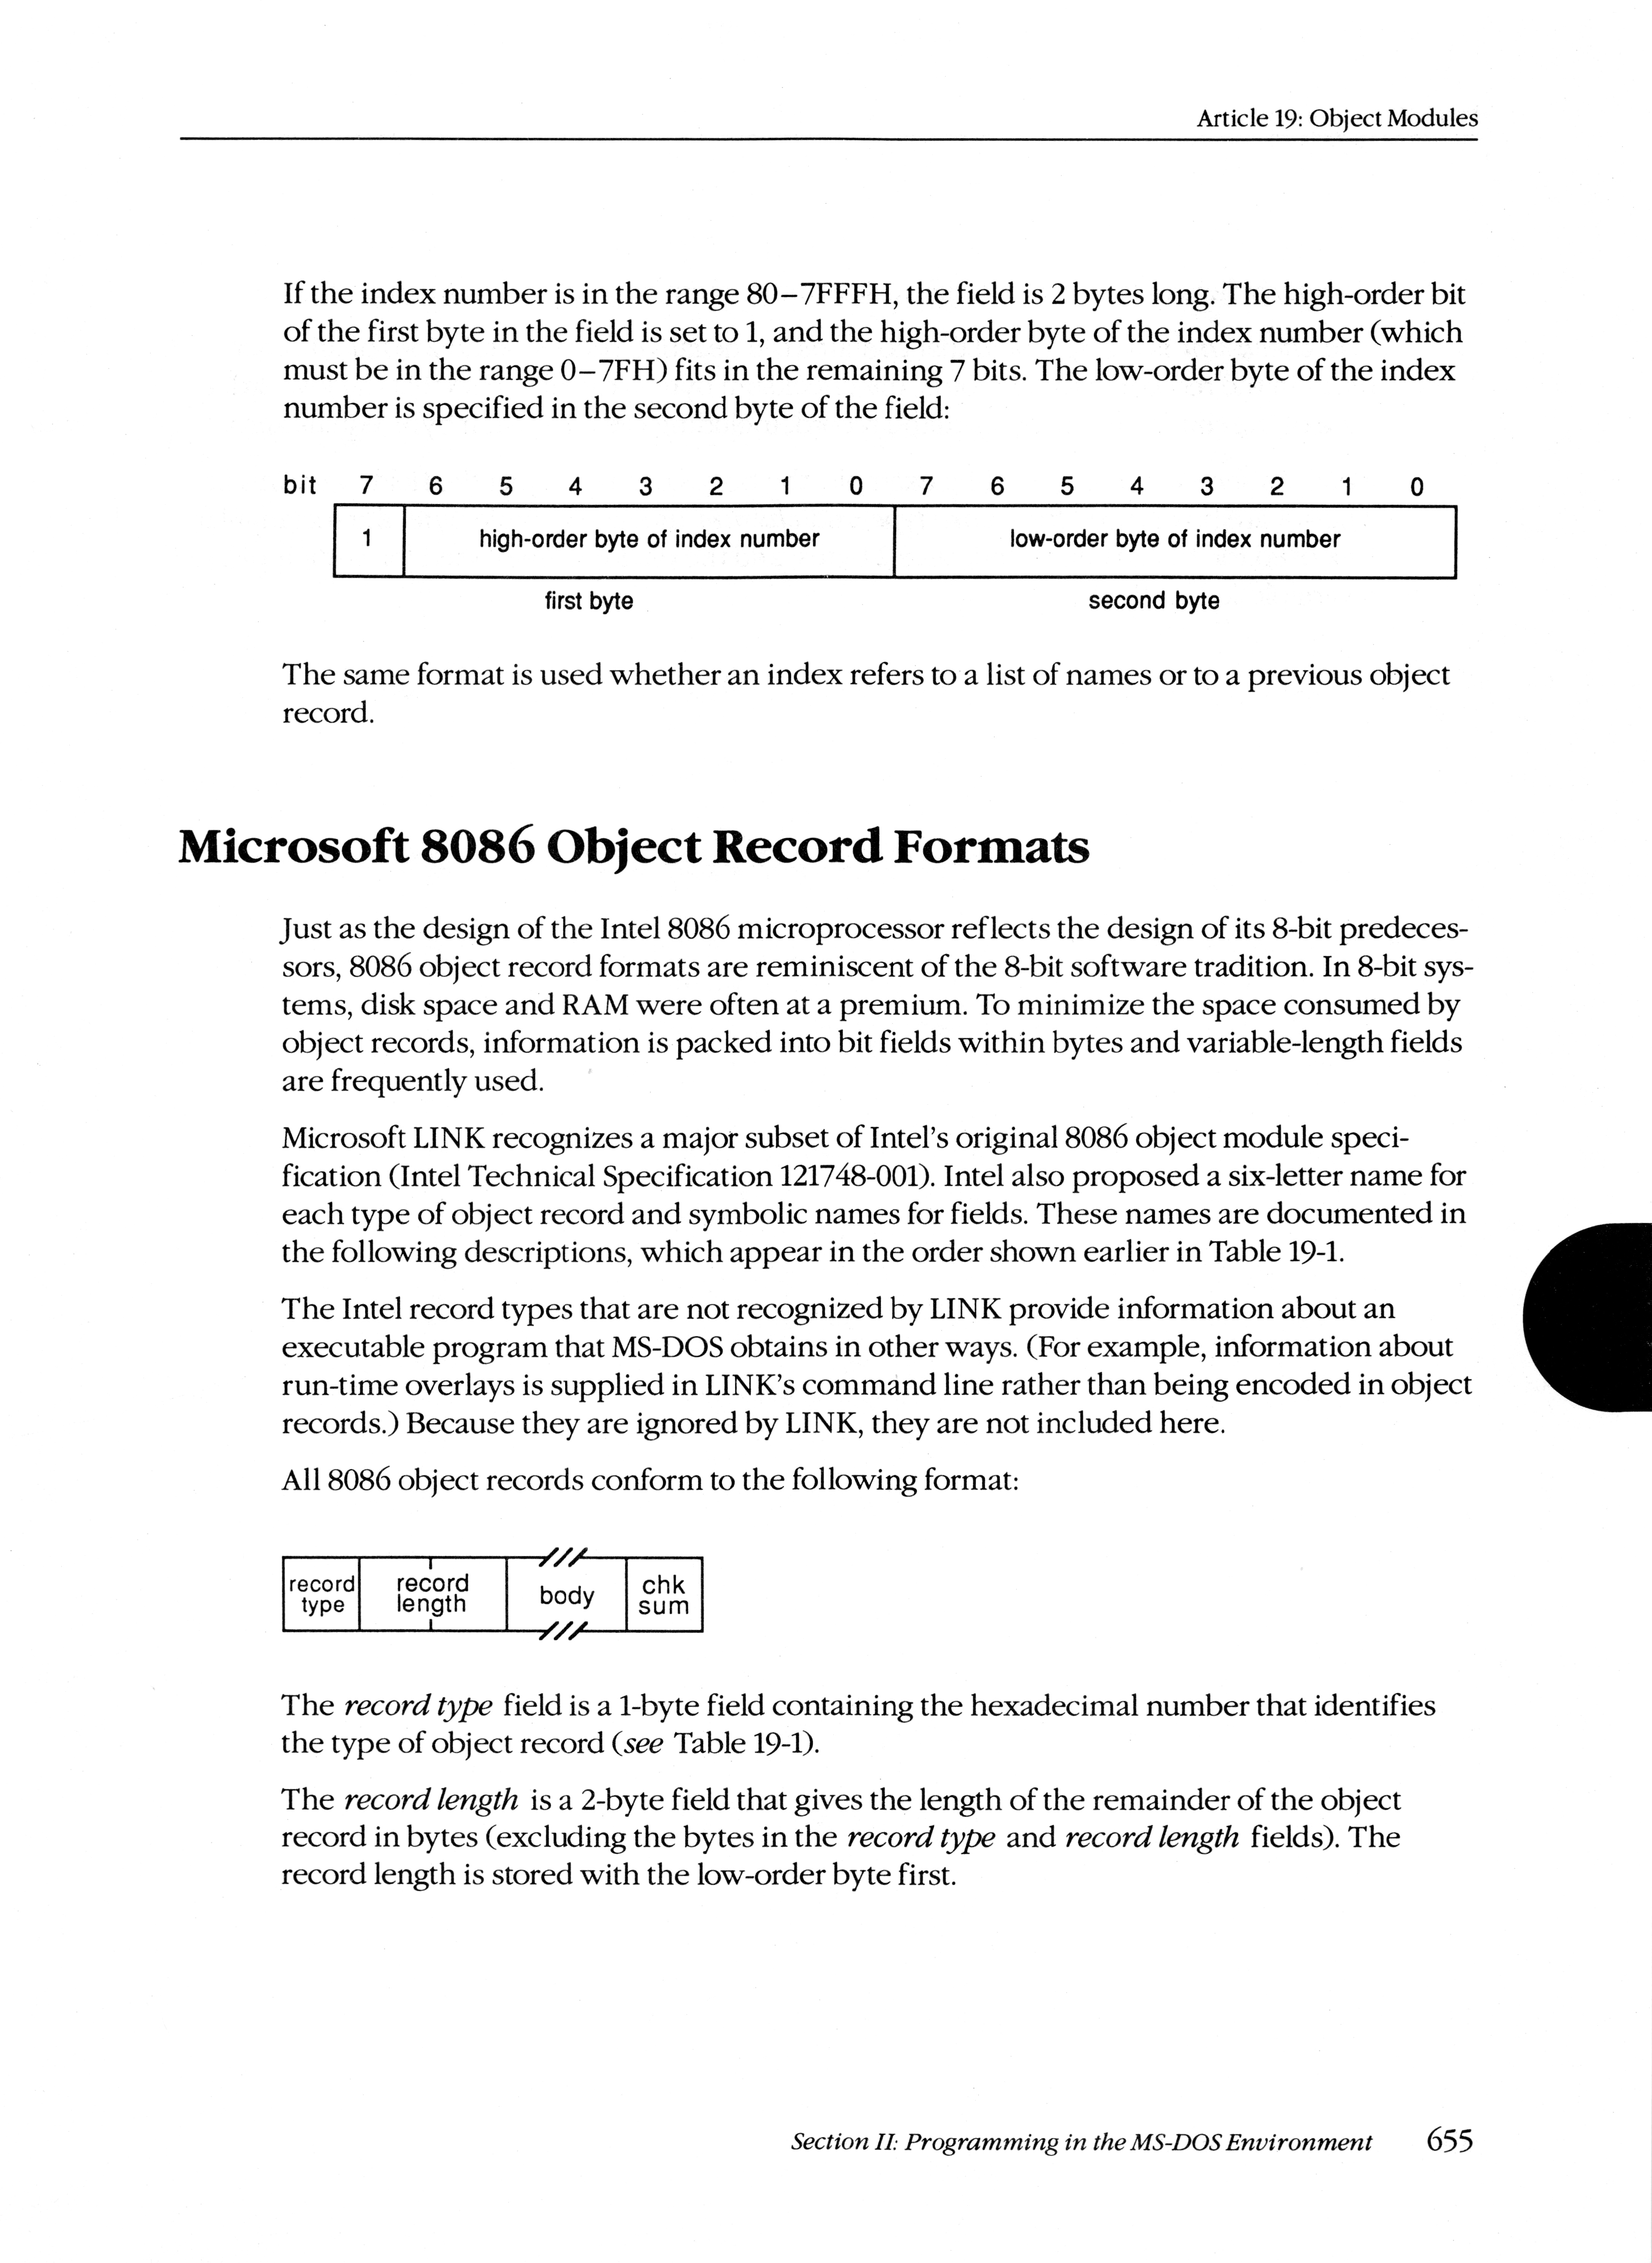 Article 19: Object Modules
If the index number is in the range 80–7FFFH, the field is 2 bytes long. The high-order bit
of the first byte in the field is set to 1, and the high-order byte of the index number (which
must be in the range 0–7FH) fits in the remaining 7 bits. The low-order byte of the index
number is specified in the second byte of the field:
bit 7 6 5 4 3 2 1 0 7 6 5 4 3 2 1 0
1 high-order byte of index number low-order byte of index number
first byte second byte
The same format is used whether an index refers to a list of names or to a previous object
record.
Microsoft 8086 Object Record Formats
Just as the design of the Intel 8086 microprocessor reflects the design of its 8-bit predeces-
sors, 8086 object record formats are reminiscent of the 8-bit software tradition. In 8-bit sys-
tems, disk space and RAM were often at a premium. To minimize the space consumed by
object records, information is packed into bit fields within bytes and variable-length fields
are frequently used.
Microsoft LINK recognizes a major subset of Intel's original 8086 object module speci-
fication (Intel Technical Specification 121748-001). Intel also proposed a six-letter name for
each type of object record and symbolic names for fields. These names are documented in
the following descriptions, which appear in the order shown earlier in Table 19-1.
The Intel record types that are not recognized by LINK provide information about an
executable program that MS-DOS obtains in other ways. (For example, information about
run-time overlays is supplied in LINK's command line rather than being encoded in object
records.) Because they are ignored by LINK, they are not included here.
All 8086 object records conform to the following format:
record type
record length
body
chk sum
The record type field is a 1-byte field containing the hexadecimal number that identifies
the type of object record (see Table 19-1).
The record length is a 2-byte field that gives the length of the remainder of the object
record in bytes (excluding the bytes in the record type and record length fields). The
record length is stored with the low-order byte first.
Section II: Programming in the MS-DOS Environment 655